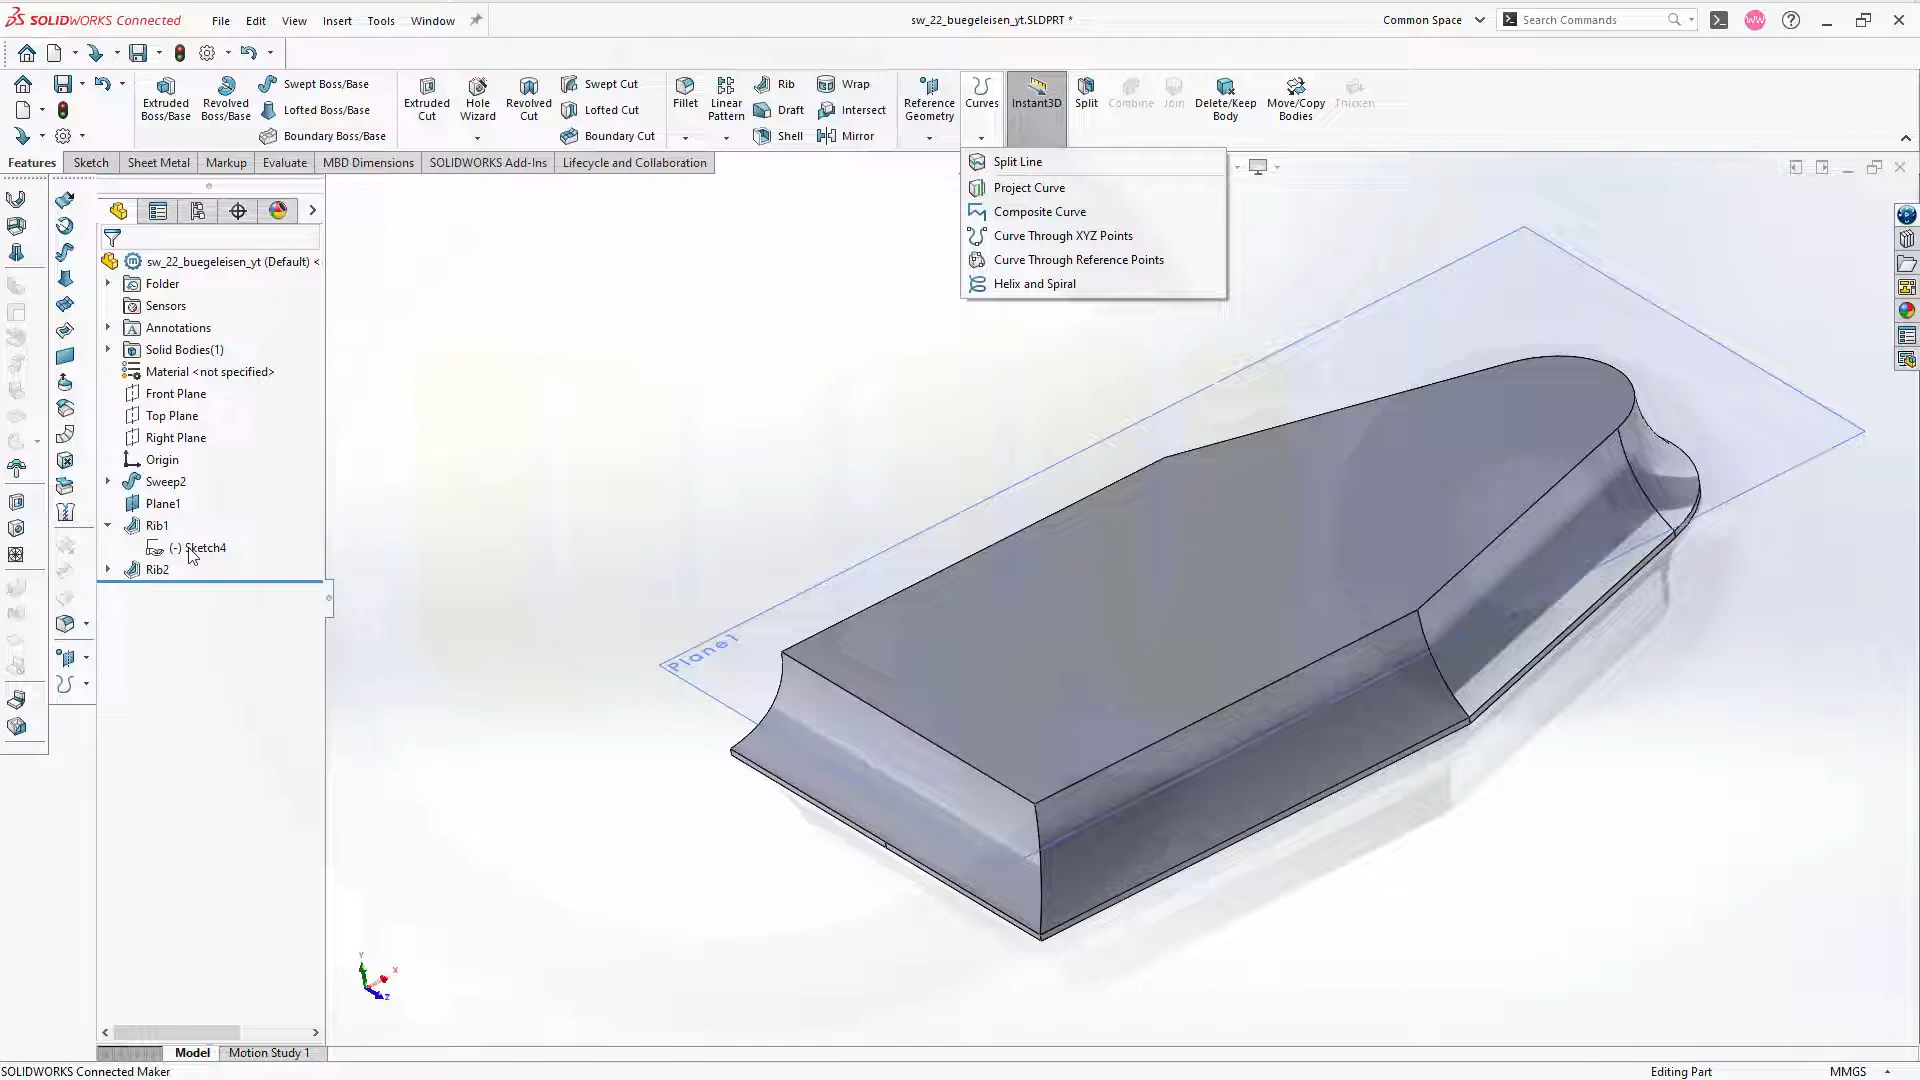 SOLIDWORKS Connected
File
Edit
View
Insert
Tools
Window
sw_22_buegeleisen_yt.SLDPRT *
Common Space
Search Commands
WW
Extruded Boss/Base
Revolved Boss/Base
Swept Boss/Base
Lofted Boss/Base
Boundary Boss/Base
Extruded Cut
Hole Wizard
Revolved Cut
Swept Cut
Lofted Cut
Boundary Cut
Fillet
Linear Pattern
Rib
Draft
Shell
Wrap
Intersect
Mirror
Reference Geometry
Curves
Instant3D
Split
Combine
Join
Delete/Keep Body
Move/Copy Bodies
Thicken
Features
Sketch
Sheet Metal
Markup
Evaluate
MBD Dimensions
SOLIDWORKS Add-Ins
Lifecycle and Collaboration
Split Line
Project Curve
Composite Curve
Curve Through XYZ Points
Curve Through Reference Points
Helix and Spiral
sw_22_buegeleisen_yt (Default) <
Folder
Sensors
Annotations
Solid Bodies(1)
Material <not specified>
Front Plane
Top Plane
Right Plane
Origin
Sweep2
Plane1
Rib1
(-) Sketch4
Rib2
Plane1
Y
X
Z
Model
Motion Study 1
SOLIDWORKS Connected Maker
Editing Part
MMGS